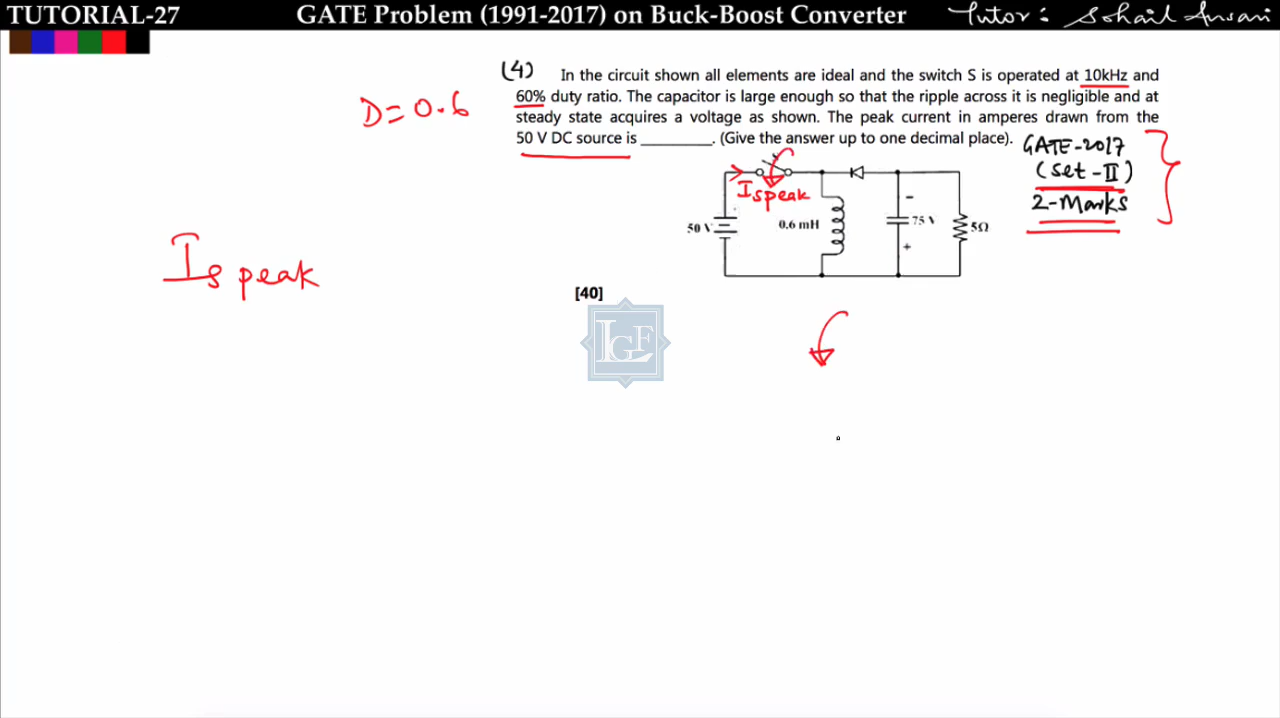 TUTORIAL-27 GATE Problem (1991-2017) on Buck-Boost Converter Tutor: Sohail Ansari
(4) In the circuit shown all elements are ideal and the switch S is operated at 10kHz and
D = 0.6
60% duty ratio. The capacitor is large enough so that the ripple across it is negligible and at
steady state acquires a voltage as shown. The peak current in amperes drawn from the
50 V DC source is ________. (Give the answer up to one decimal place).
GATE-2017
(Set-II)
2-Marks
Is peak
50 V
0.6 mH
-
75 V
+
5Ω
Is peak
[40]
LGF